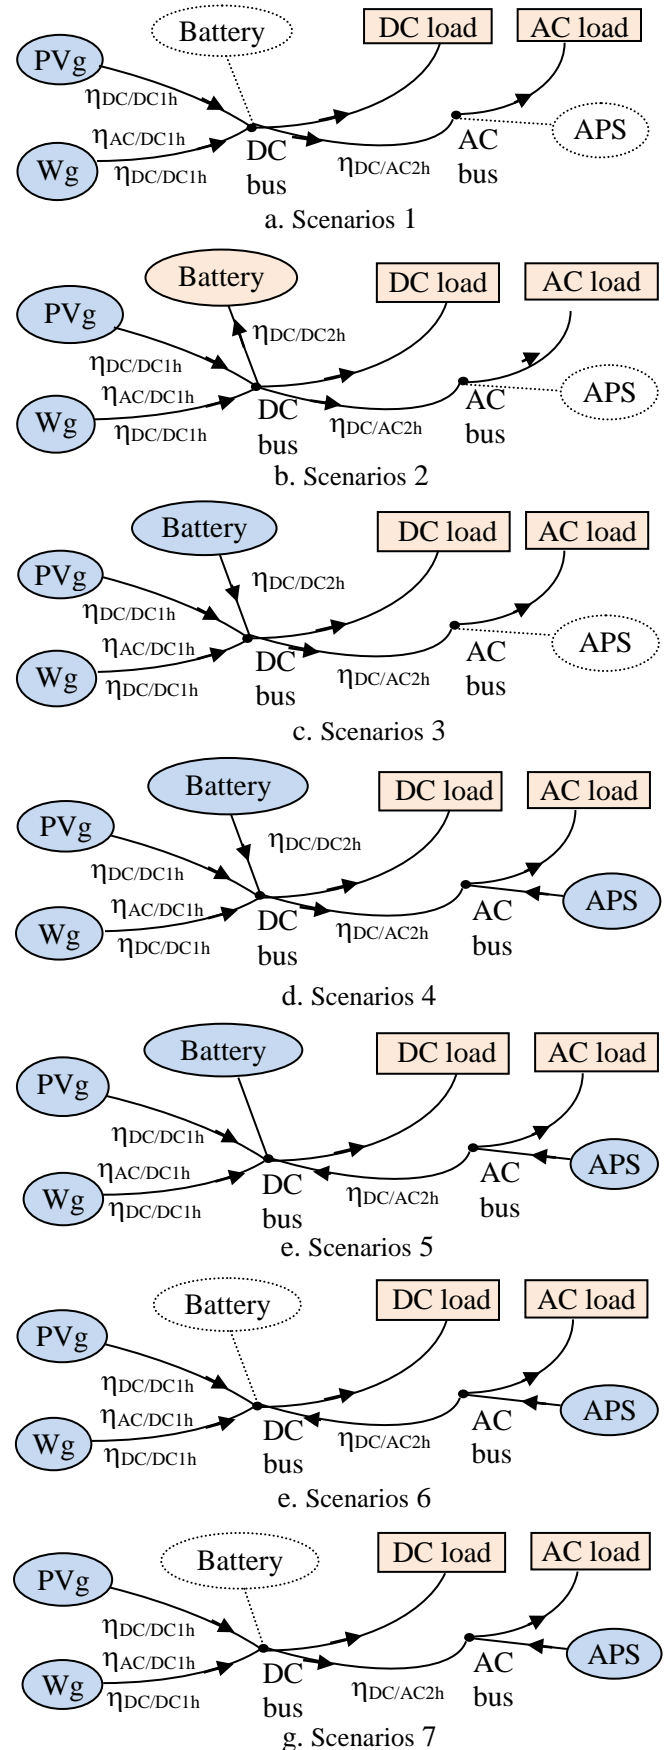 Battery DC load AC load
PVg
ηDC/DC1h
ηAC/DC1h APS
Wg ηDC/DC1h DC bus ηDC/AC2h AC bus
a. Scenarios 1
Battery DC load AC load
PVg
ηDC/DC2h
ηDC/DC1h
ηAC/DC1h APS
Wg ηDC/DC1h DC bus ηDC/AC2h AC bus
b. Scenarios 2
Battery DC load AC load
PVg ηDC/DC2h
ηDC/DC1h
ηAC/DC1h APS
Wg ηDC/DC1h DC bus ηDC/AC2h AC bus
c. Scenarios 3
Battery DC load AC load
PVg
ηDC/DC2h
ηDC/DC1h
ηAC/DC1h APS
Wg ηDC/DC1h DC bus ηDC/AC2h AC bus
d. Scenarios 4
Battery DC load AC load
PVg
ηDC/DC1h
ηAC/DC1h APS
Wg ηDC/DC1h DC bus ηDC/AC2h AC bus
e. Scenarios 5
Battery DC load AC load
PVg
ηDC/DC1h
ηAC/DC1h APS
Wg ηDC/DC1h DC bus ηDC/AC2h AC bus
e. Scenarios 6
Battery DC load AC load
PVg
ηDC/DC1h
ηAC/DC1h APS
Wg ηDC/DC1h DC bus ηDC/AC2h AC bus
g. Scenarios 7